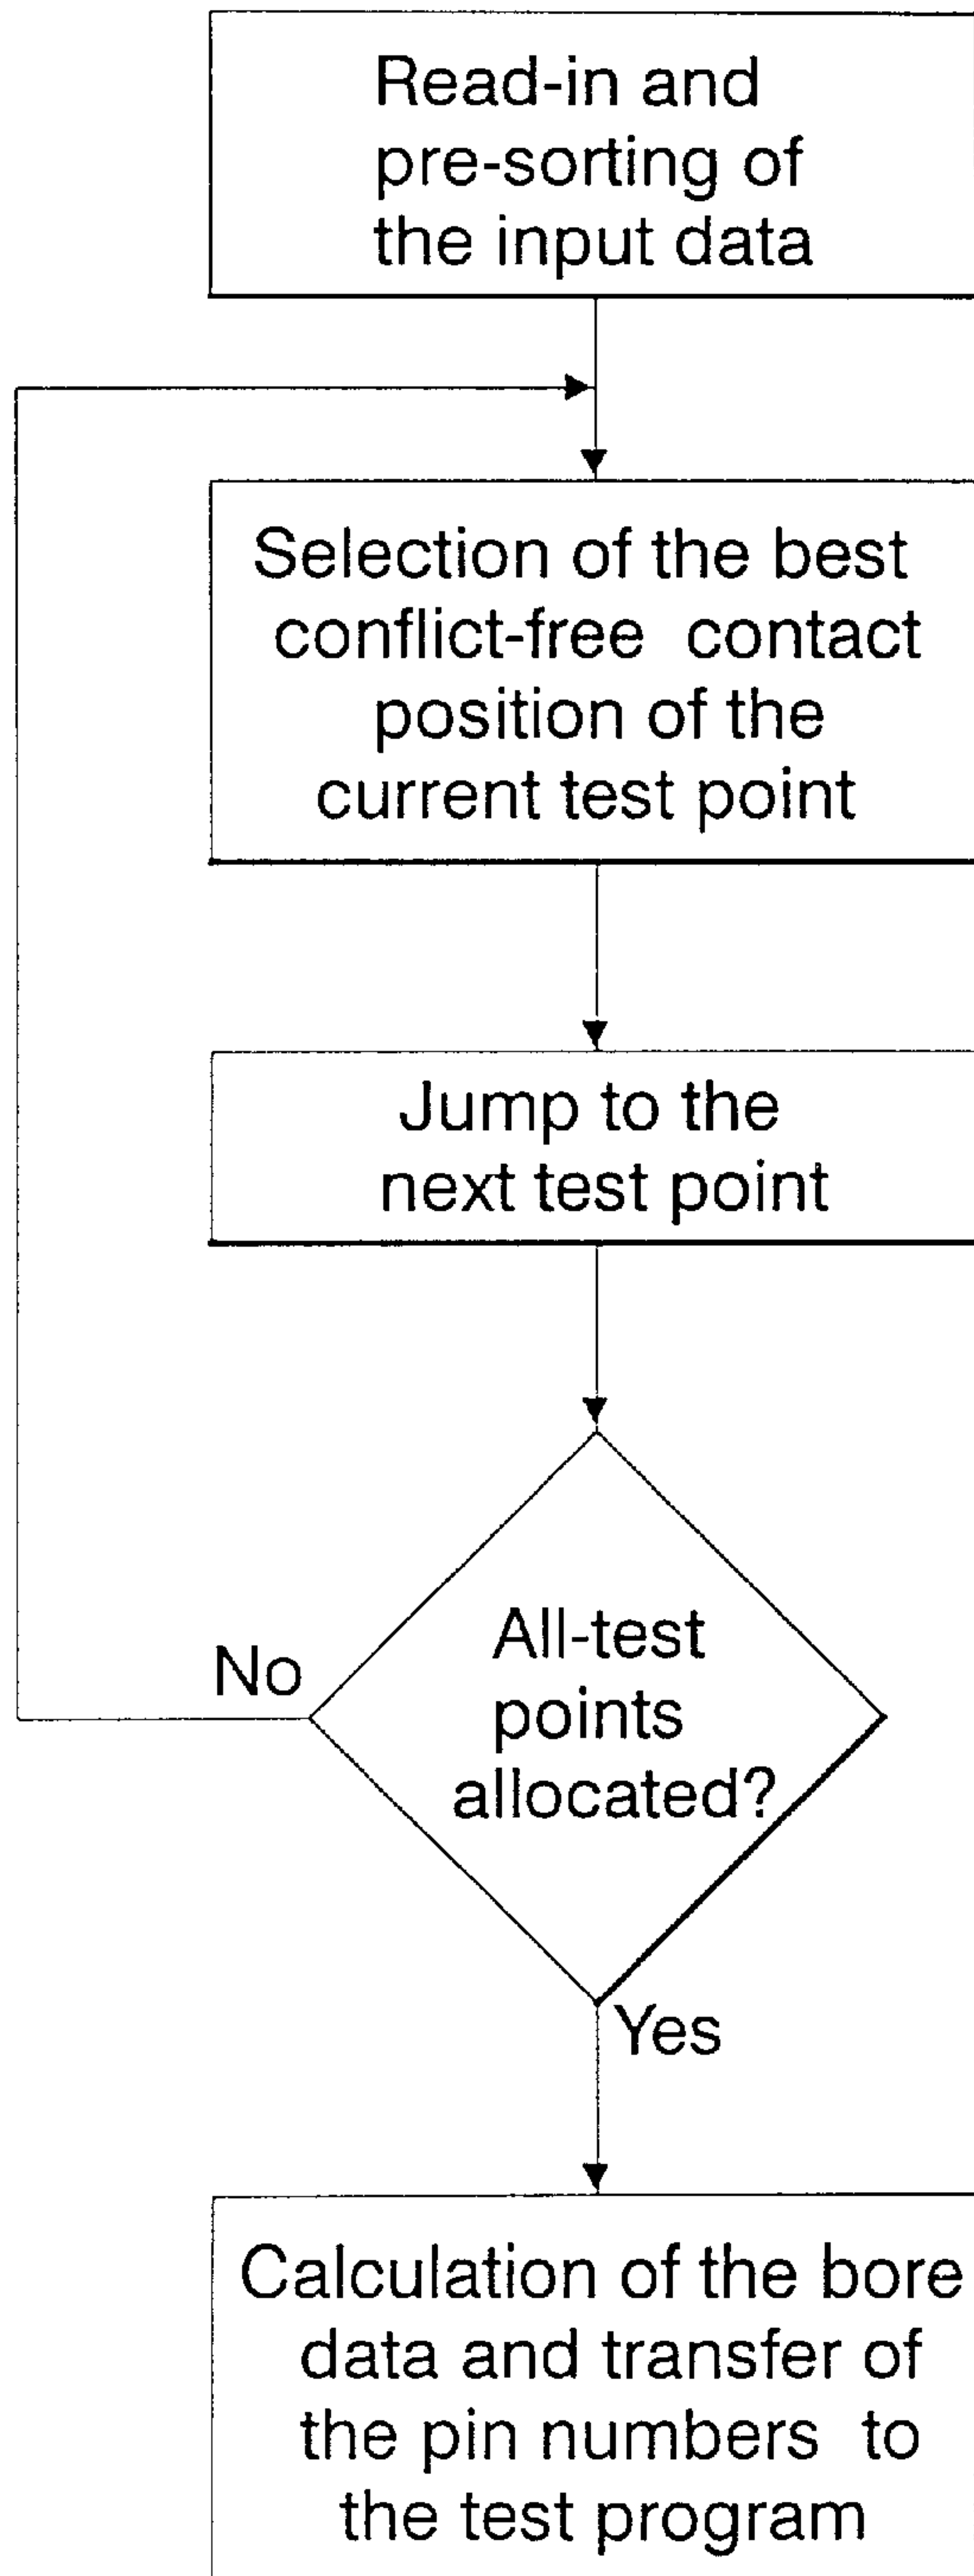 Read-in and
pre-sorting of
the input data
Selection of the best
conflict-free contact
position of the
current test point
Jump to the
next test point
All-test
points
allocated?
No
Yes
Calculation of the bore
data and transfer of
the pin numbers to
the test program